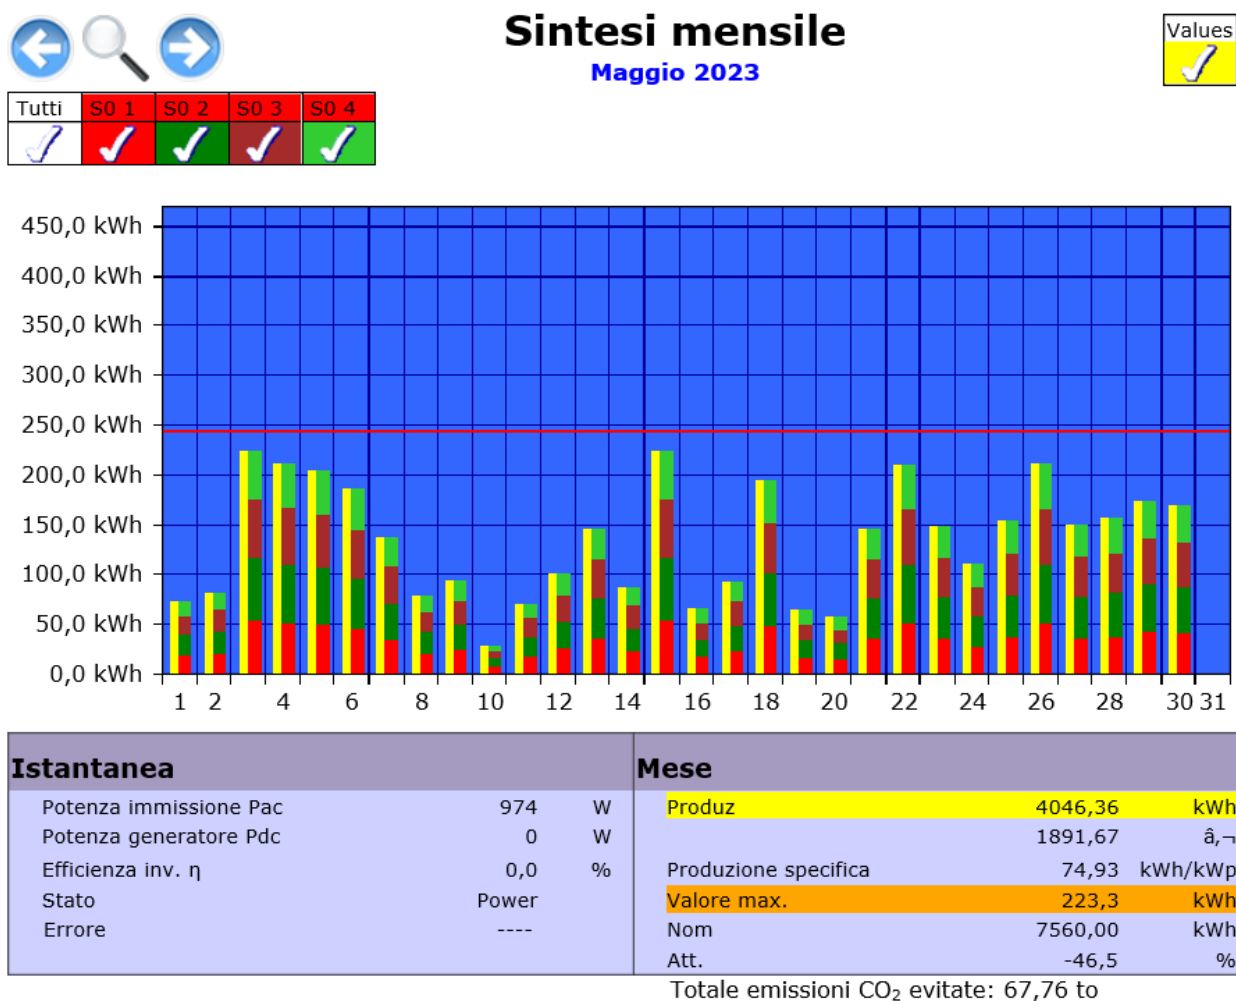 Sintesi mensile
Maggio 2023
Values
Tutti S0 1 S0 2 S0 3 S0 4
450,0 kWh
400,0 kWh
350,0 kWh
300,0 kWh
250,0 kWh
200,0 kWh
150,0 kWh
100,0 kWh
50,0 kWh
0,0 kWh
1 2 4 6 8 10 12 14 16 18 20 22 24 26 28 30 31
Istantanea
Potenza immissione Pac 974 W
Potenza generatore Pdc 0 W
Efficienza inv. η 0,0 %
Stato Power
Errore ----
Mese
Produz 4046,36 kWh
1891,67 â,¬
Produzione specifica 74,93 kWh/kWp
Valore max. 223,3 kWh
Nom 7560,00 kWh
Att. -46,5 %
Totale emissioni CO₂ evitate: 67,76 to